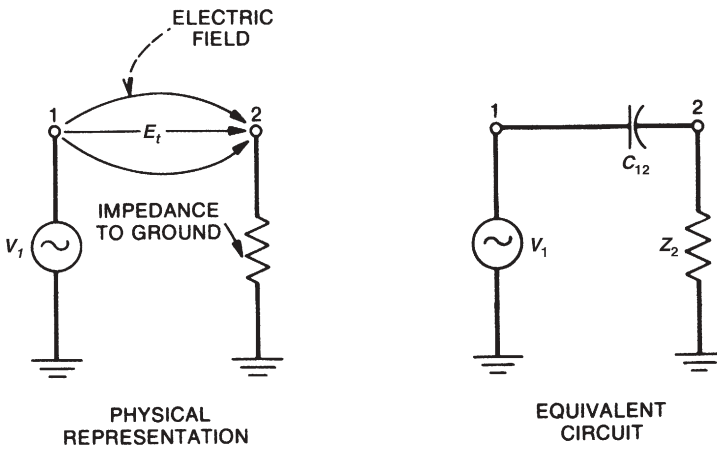 ELECTRIC
FIELD
1
2
E_t
IMPEDANCE
TO GROUND
V_1
PHYSICAL
REPRESENTATION
1
2
C_12
V_1
Z_2
EQUIVALENT
CIRCUIT